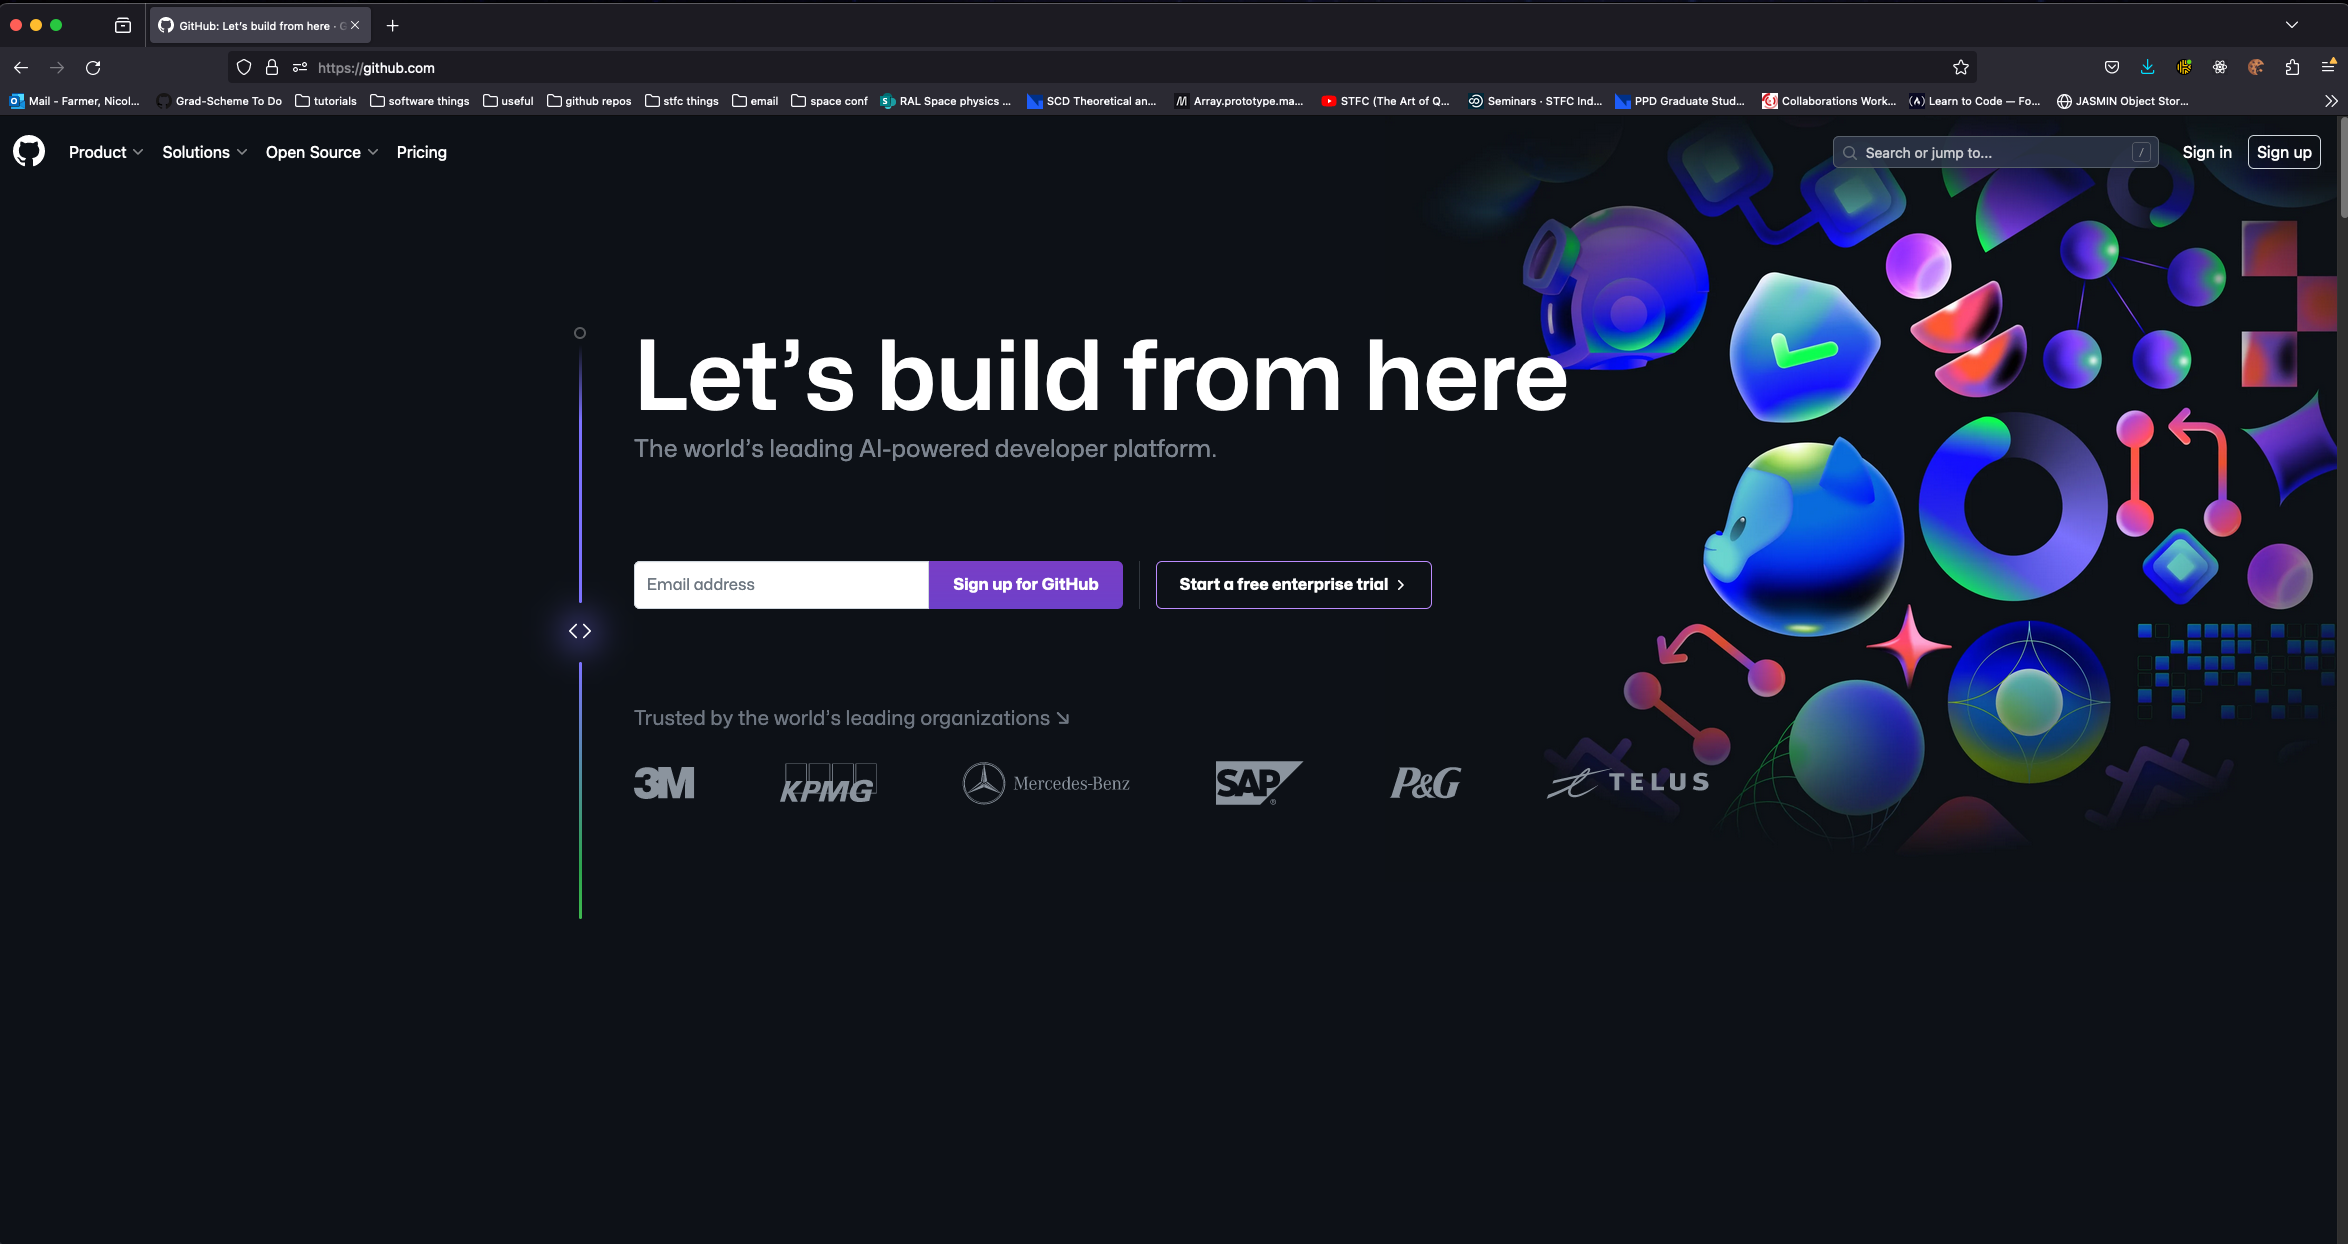 GitHub: Let's build from here · G
https://github.com
Mail - Farmer, Nicol... Grad-Scheme To Do tutorials software things useful github repos stfc things email space conf RAL Space physics ... SCD Theoretical an... Array.prototype.ma... STFC (The Art of Q... Seminars · STFC Ind... PPD Graduate Stud... Collaborations Work... Learn to Code — Fo... JASMIN Object Stor...
Product Solutions Open Source Pricing Search or jump to... / Sign in Sign up
Let’s build from here
The world’s leading AI-powered developer platform.
Email address Sign up for GitHub Start a free enterprise trial
Trusted by the world’s leading organizations
3M KPMG Mercedes-Benz SAP® P&G TELUS